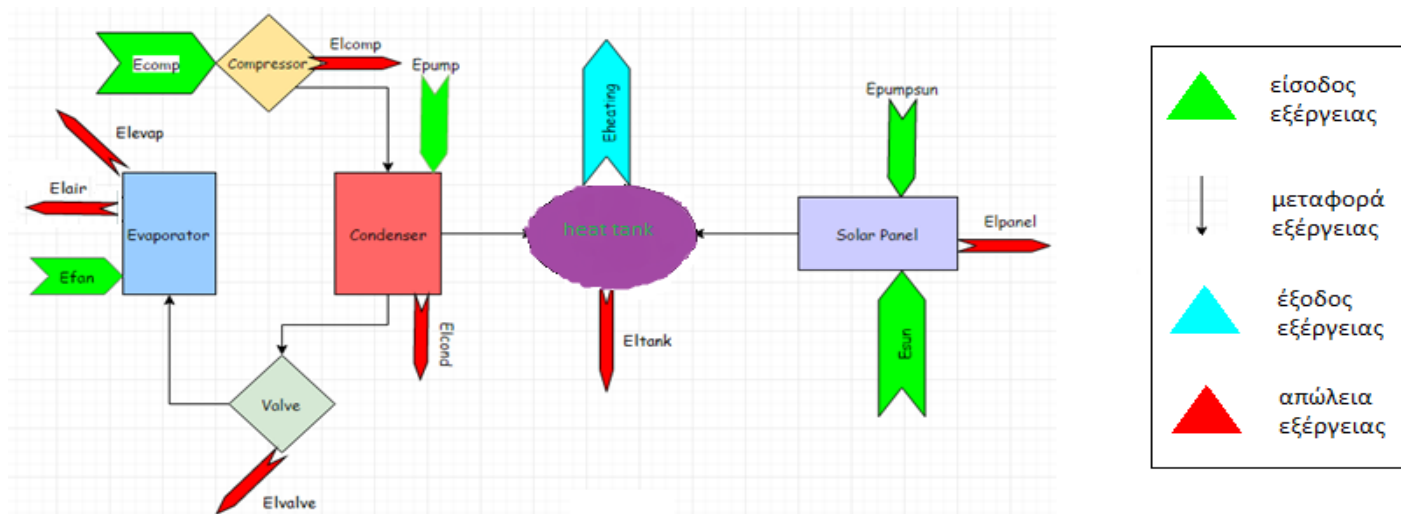 Ecomp
Compressor
Elcomp
Epump
Elevap
Elair
Evaporator
Efan
Condenser
Elcond
Valve
Elvalve
Eheating
heat tank
Eltank
Epumpsun
Solar Panel
Elpanel
Esun
είσοδος
εξέργειας
μεταφορά
εξέργειας
έξοδος
εξέργειας
απώλεια
εξέργειας